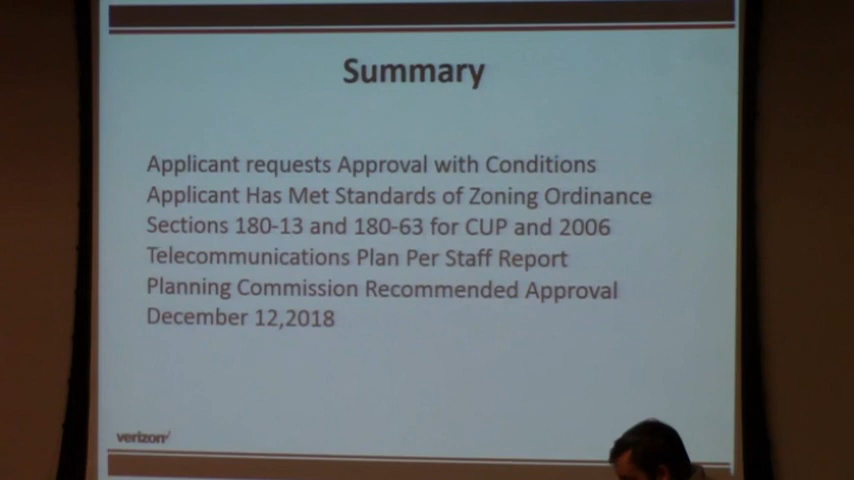 Summary
Applicant requests Approval with Conditions
Applicant Has Met Standards of Zoning Ordinance
Sections 180-13 and 180-63 for CUP and 2006
Telecommunications Plan Per Staff Report
Planning Commission Recommended Approval
December 12,2018
verizon